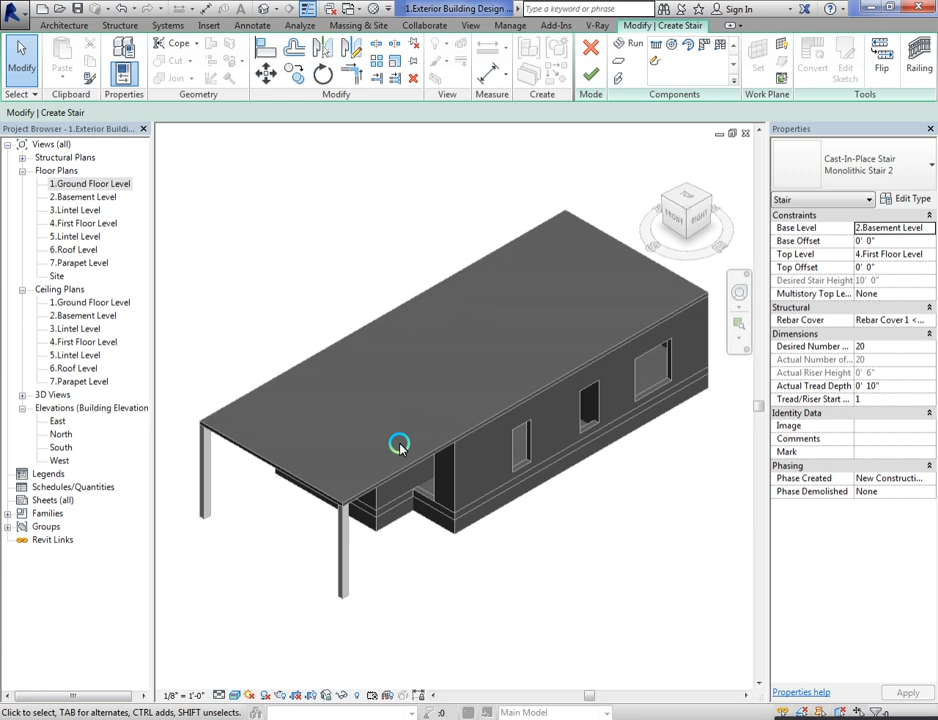 1.Exterior Building Design ...
Type a keyword or phrase
Sign In
Architecture Structure Systems Insert Annotate Analyze Massing & Site Collaborate View Manage Add-Ins V-Ray Modify | Create Stair
Modify
Paste
Cope
Cut
Join
Run
Set
Convert
Edit
Sketch
Flip
Railing
Select Clipboard Properties Geometry Modify View Measure Create Mode Components Work Plane Tools
Modify | Create Stair
Project Browser - 1.Exterior Buildi...
Views (all)
Structural Plans
Floor Plans
1.Ground Floor Level
2.Basement Level
3.Lintel Level
4.First Floor Level
5.Lintel Level
6.Roof Level
7.Parapet Level
Site
Ceiling Plans
1.Ground Floor Level
2.Basement Level
3.Lintel Level
4.First Floor Level
5.Lintel Level
6.Roof Level
7.Parapet Level
3D Views
Elevations (Building Elevation
East
North
South
West
Legends
Schedules/Quantities
Sheets (all)
Families
Groups
Revit Links
TOP
FRONT
RIGHT
Properties
Cast-In-Place Stair
Monolithic Stair 2
Stair
Edit Type
Constraints
Base Level 2.Basement Level
Base Offset 0' 0"
Top Level 4.First Floor Level
Top Offset 0' 0"
Desired Stair Height 10' 0"
Multistory Top Le... None
Structural
Rebar Cover Rebar Cover 1 <...
Dimensions
Desired Number ... 20
Actual Number of... 20
Actual Riser Height 0' 6"
Actual Tread Depth 0' 10"
Tread/Riser Start ... 1
Identity Data
Image
Comments
Mark
Phasing
Phase Created New Constructi...
Phase Demolished None
Properties help
Apply
1/8" = 1'-0"
Click to select, TAB for alternates, CTRL adds, SHIFT unselects.
:0
Main Model